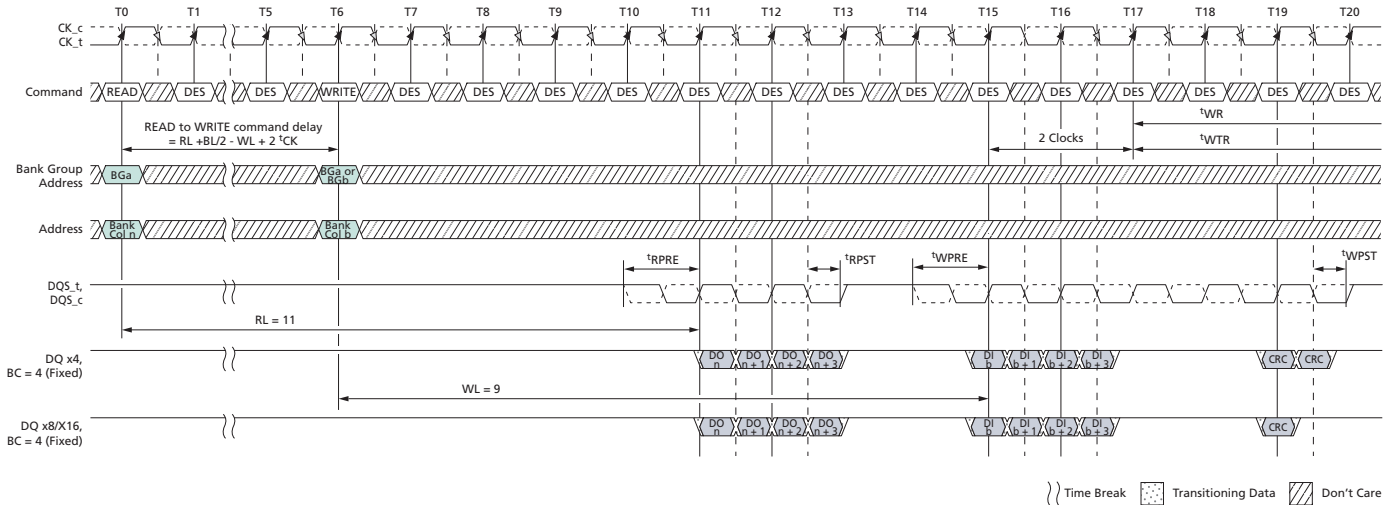 T0 T1 T5 T6 T7 T8 T9 T10 T11 T12 T13 T14 T15 T16 T17 T18 T19 T20
CK_c
CK_t
Command READ DES DES WRITE DES DES DES DES DES DES DES DES DES DES DES DES DES DES
READ to WRITE command delay
= RL +BL/2 - WL + 2 tCK
tWR
2 Clocks tWTR
Bank Group
Address
BGa
BGa or
BGb
Address
Bank
Col n
Bank
Col b
tRPRE tRPST tWPRE tWPST
DQS_t,
DQS_c
RL = 11
DQ x4,
BC = 4 (Fixed)
DO
n
DO
n + 1
DO
n + 2
DO
n + 3
DI
b
DI
b + 1
DI
b + 2
DI
b + 3
CRC CRC
WL = 9
DQ x8/X16,
BC = 4 (Fixed)
DO
n
DO
n + 1
DO
n + 2
DO
n + 3
DI
b
DI
b + 1
DI
b + 2
DI
b + 3
CRC
Time Break Transitioning Data Don't Care